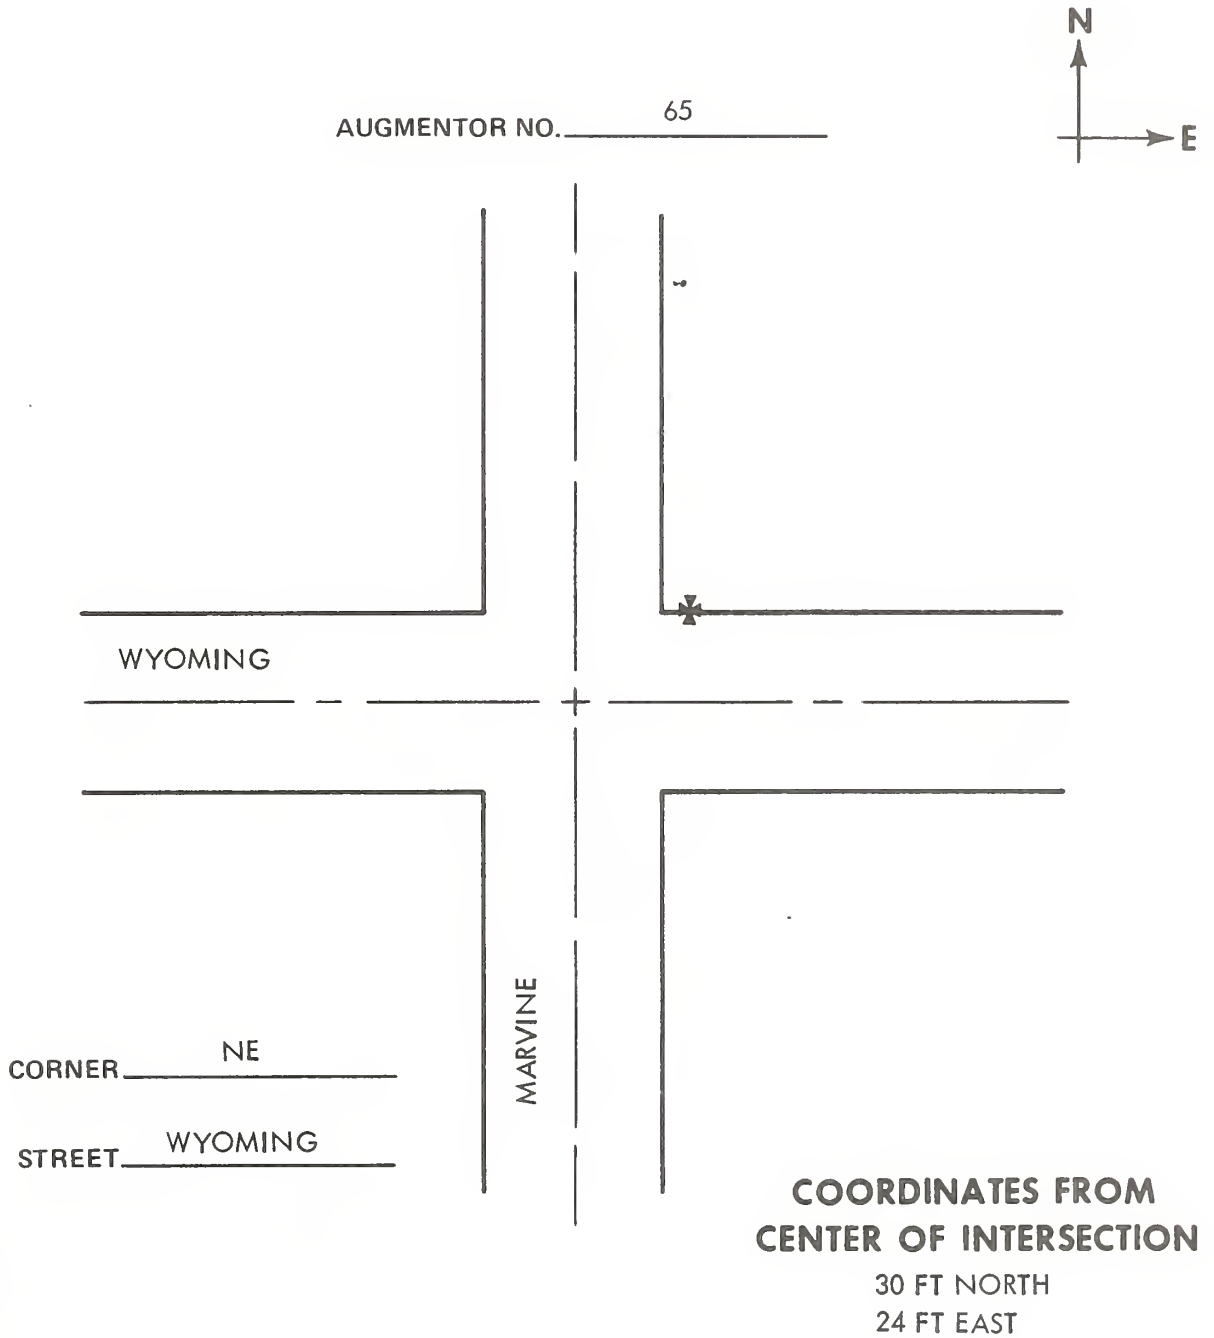 N
AUGMENTOR NO. 65
E
WYOMING
MARVINE
CORNER NE
STREET WYOMING
COORDINATES FROM
CENTER OF INTERSECTION
30 FT NORTH
24 FT EAST